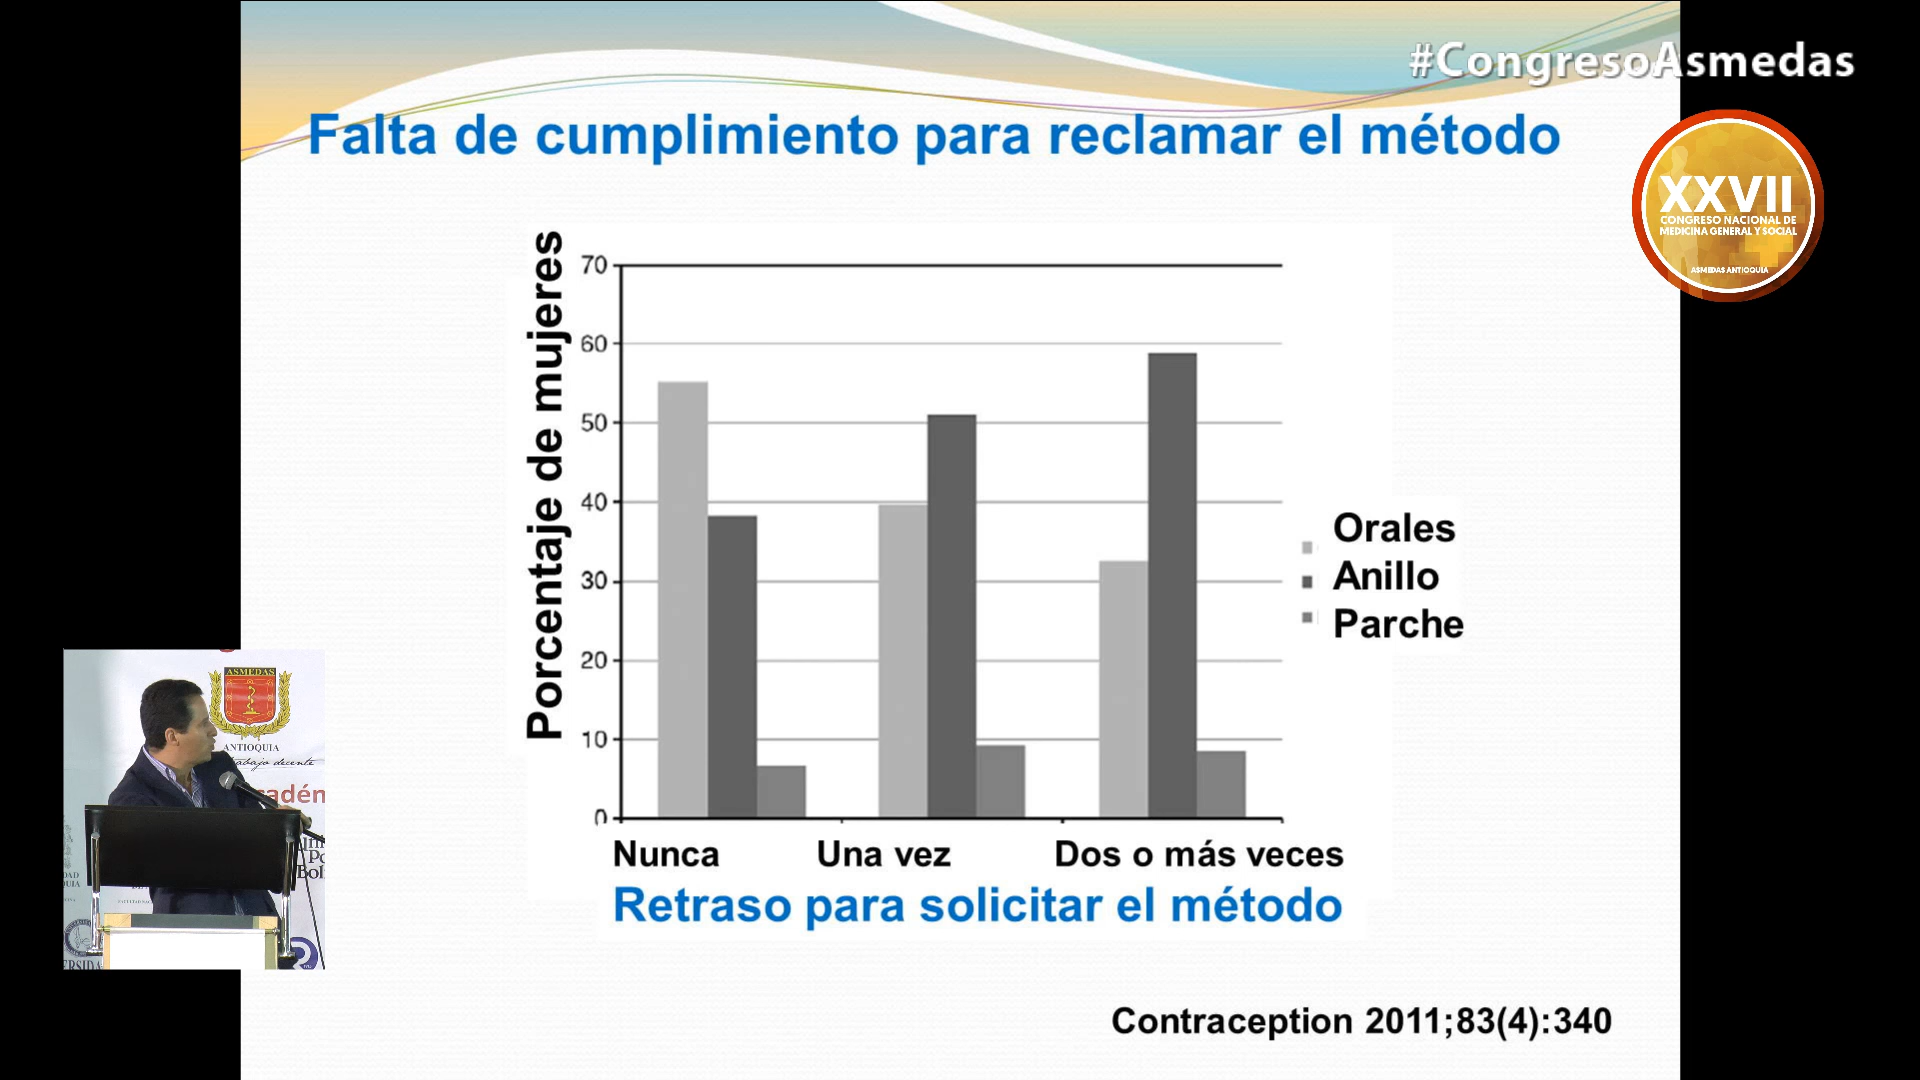 #CongresoAsmedas
Falta de cumplimiento para reclamar el método
XXVII
CONGRESO NACIONAL DE
MEDICINA GENERAL Y SOCIAL
ASMEDAS ANTIOQUIA
Porcentaje de mujeres
70
60
50
40
30
20
10
0
Orales
Anillo
Parche
Nunca Una vez Dos o más veces
Retraso para solicitar el método
Contraception 2011;83(4):340
ASMEDAS
ANTIOQUIA
trabajo decente